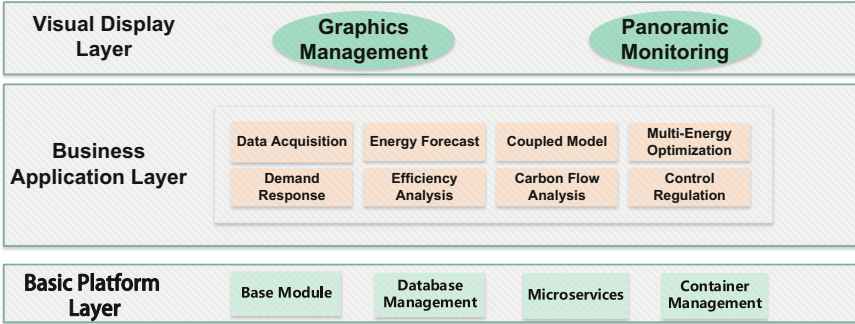 Visual Display
Layer
Graphics
Management
Panoramic
Monitoring
Business
Application Layer
Data Acquisition
Energy Forecast
Coupled Model
Multi-Energy
Optimization
Demand
Response
Efficiency
Analysis
Carbon Flow
Analysis
Control
Regulation
Basic Platform
Layer
Base Module
Database
Management
Microservices
Container
Management